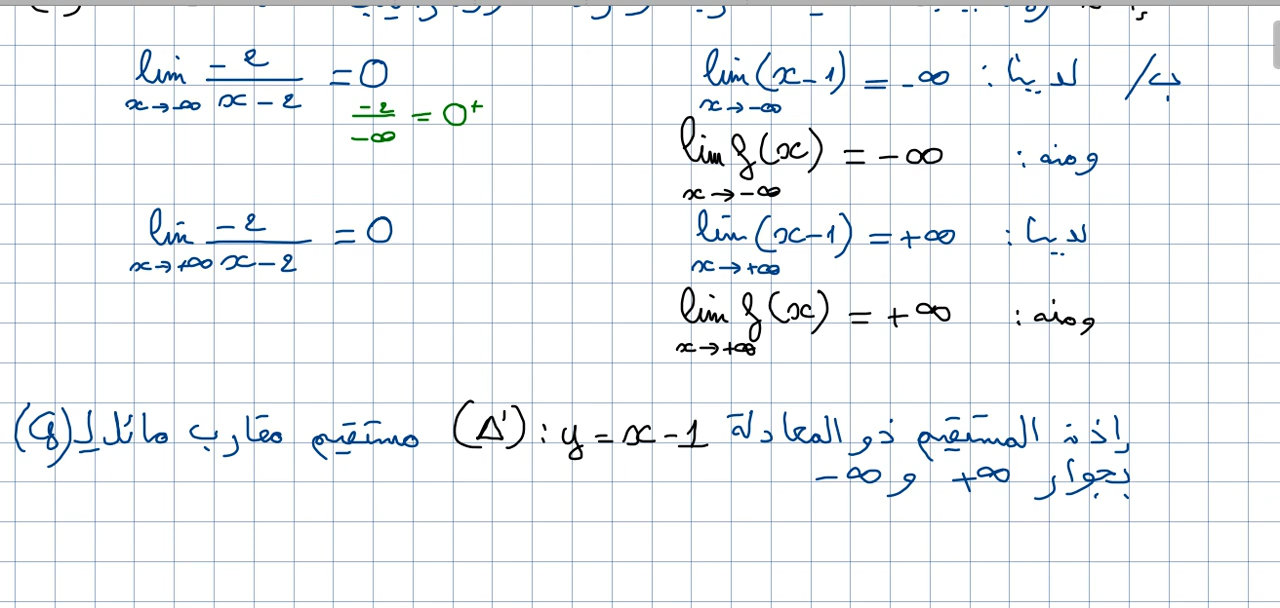 ب/ لدينا : lim(x-1) = -∞   lim -2/(x-2) = 0
x→-∞   x→-∞
-2/-∞ = 0⁺
ومنه : lim f(x) = -∞
x→-∞
لدينا : lim(x-1) = +∞   lim -2/(x-2) = 0
x→+∞   x→+∞
ومنه : lim f(x) = +∞
x→+∞
إذن المستقيم ذو المعادلة (Δ') : y = x-1 مستقيم مقارب مائل لـ (Cf)
بجوار +∞ و -∞